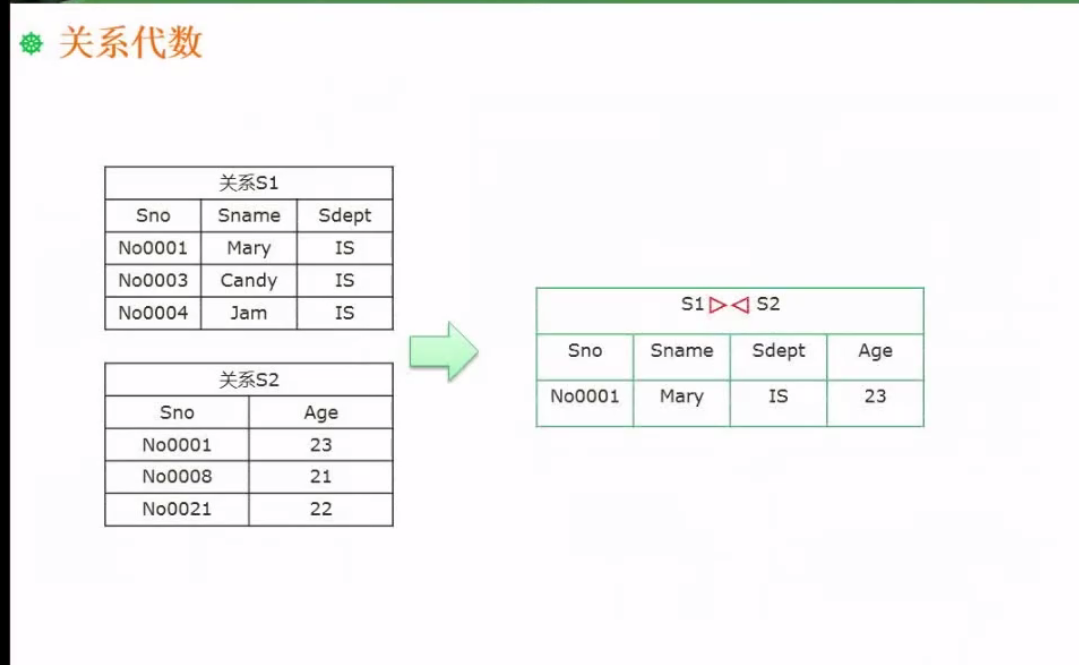 关系代数
关系S1
Sno Sname Sdept
No0001 Mary IS
No0003 Candy IS
No0004 Jam IS
关系S2
Sno Age
No0001 23
No0008 21
No0021 22
S1▷◁ S2
Sno Sname Sdept Age
No0001 Mary IS 23